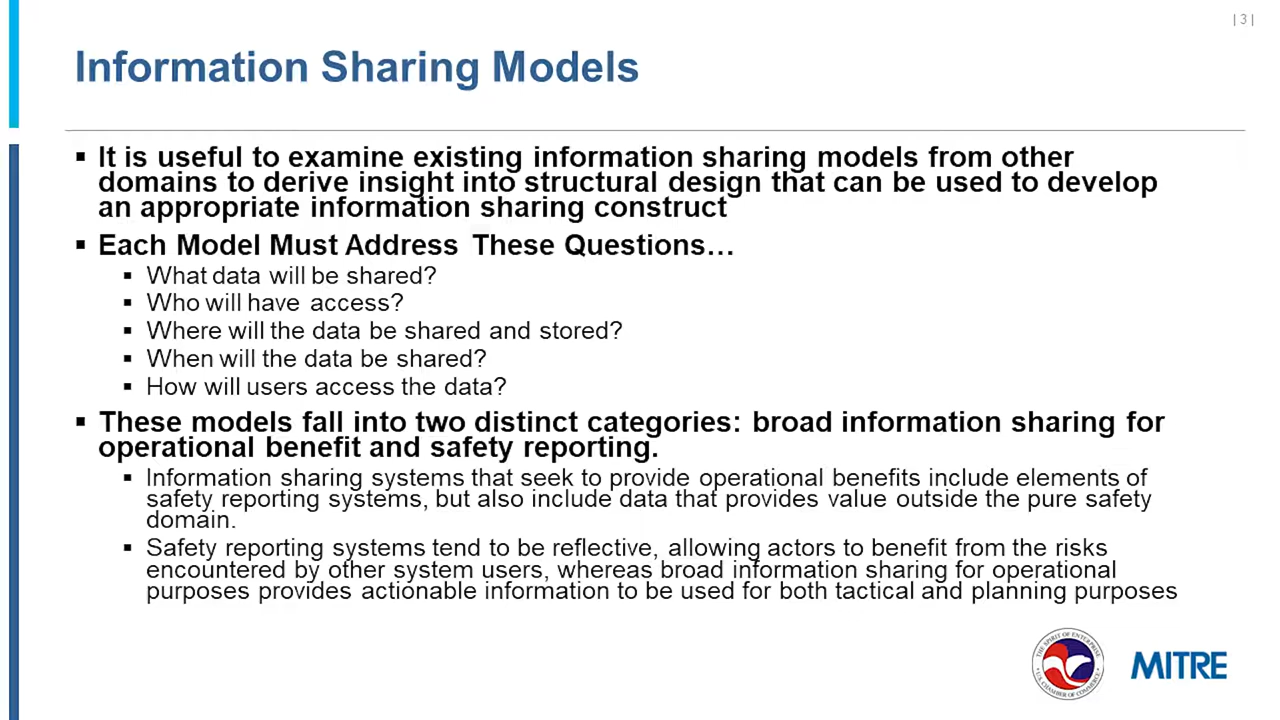 | 3 |
Information Sharing Models
▪ It is useful to examine existing information sharing models from other
domains to derive insight into structural design that can be used to develop
an appropriate information sharing construct
▪ Each Model Must Address These Questions…
▪ What data will be shared?
▪ Who will have access?
▪ Where will the data be shared and stored?
▪ When will the data be shared?
▪ How will users access the data?
▪ These models fall into two distinct categories: broad information sharing for
operational benefit and safety reporting.
▪ Information sharing systems that seek to provide operational benefits include elements of
safety reporting systems, but also include data that provides value outside the pure safety
domain.
▪ Safety reporting systems tend to be reflective, allowing actors to benefit from the risks
encountered by other system users, whereas broad information sharing for operational
purposes provides actionable information to be used for both tactical and planning purposes
THE SPIRIT OF ENTERPRISE
U.S. CHAMBER OF COMMERCE
MITRE